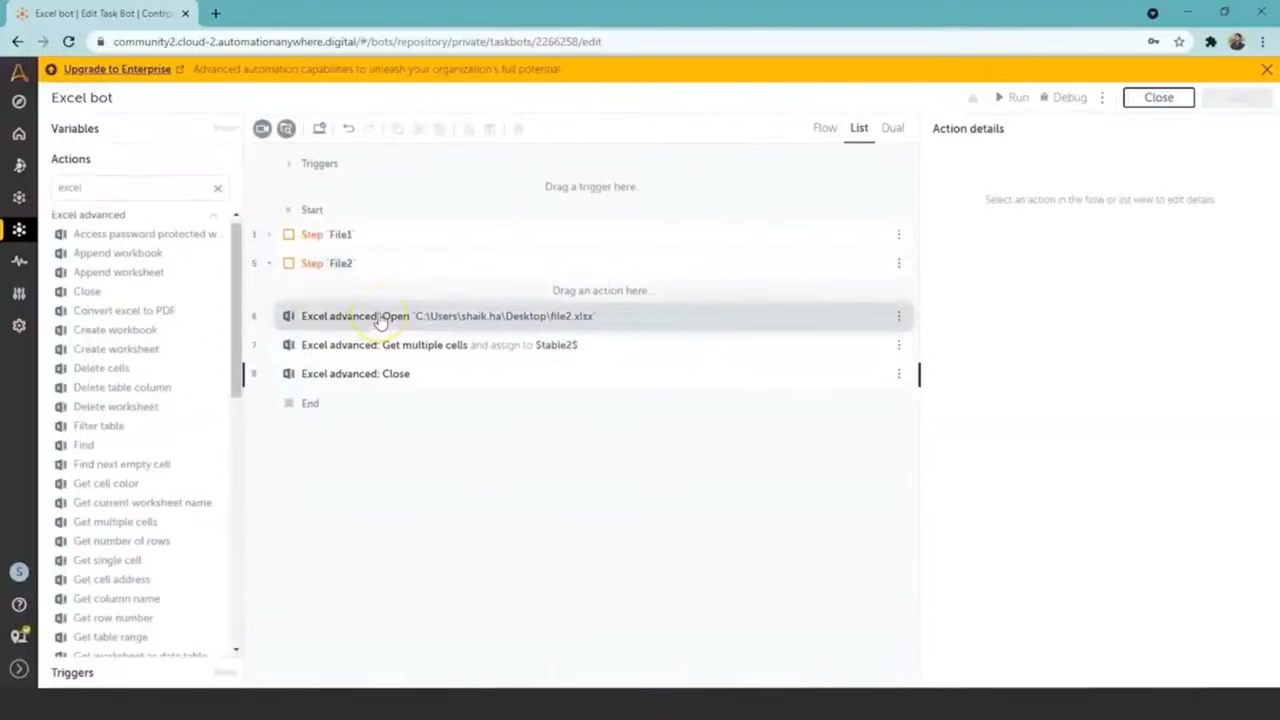 Excel bot | Edit Task Bot | Contro
community2.cloud-2.automationanywhere.digital/#/bots/repository/private/taskbots/2266258/edit
Upgrade to Enterprise Advanced automation capabilities to unleash your organization's full potential
Excel bot
Run Debug Close
Variables
Flow List Dual
Action details
Actions
excel
Triggers
Drag a trigger here..
Select an action in the flow or list view to edit details
Start
Excel advanced
Access password protected w...
Append workbook
Append worksheet
Close
Convert excel to PDF
Create workbook
Create worksheet
Delete cells
Delete table column
Delete worksheet
Filter table
Find
Find next empty cell
Get cell color
Get current worksheet name
Get multiple cells
Get number of rows
Get single cell
Get cell address
Get column name
Get row number
Get table range
Get worksheet as data table
Triggers
1 Step "File1"
5 Step "File2"
Drag an action here...
6 Excel advanced: Open "C:\Users\shaik.ha\Desktop\file2.xlsx"
7 Excel advanced: Get multiple cells and assign to $table2$
8 Excel advanced: Close
End
S